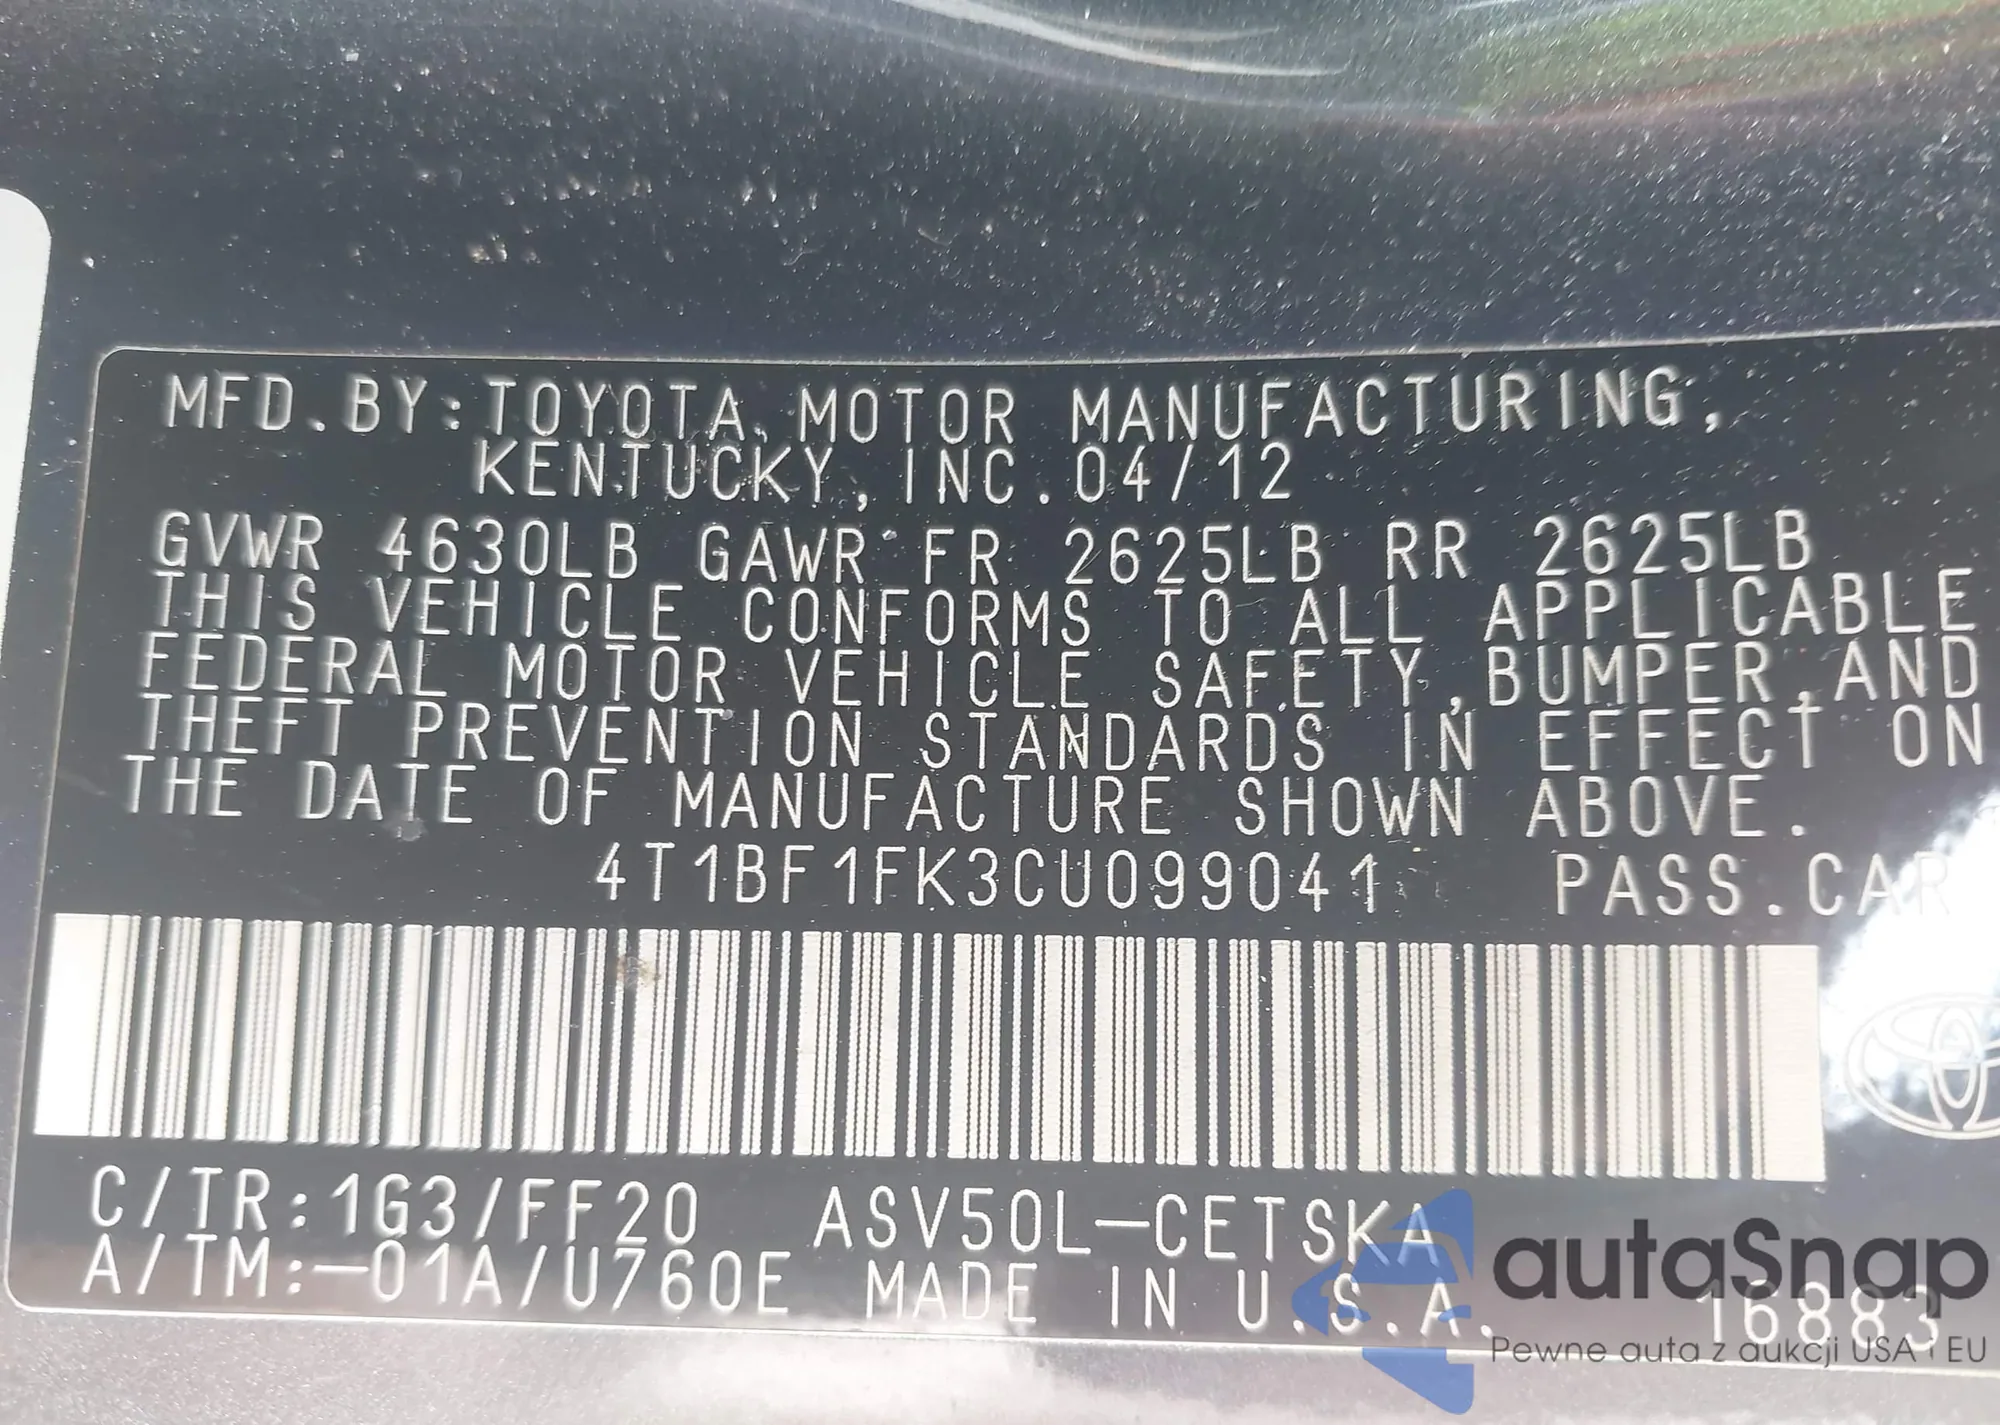 MFD.BY:TOYOTA MOTOR MANUFACTURING,
KENTUCKY, INC.04/12
GVWR 4630LB GAWR FR 2625LB RR 2625LB
THIS VEHICLE CONFORMS TO ALL APPLICABLE
FEDERAL MOTOR VEHICLE SAFETY,BUMPER,AND
THEFT PREVENTION STANDARDS IN EFFECT ON
THE DATE OF MANUFACTURE SHOWN ABOVE.
4T1BF1FK3CU099041 PASS.CAR
C/TR:1G3/FF20 ASV50L-CETSKA
A/TM:-01A/U760E MADE IN U.S.A. 16883
autaSnap
Pewne auta z aukcji USA i EU